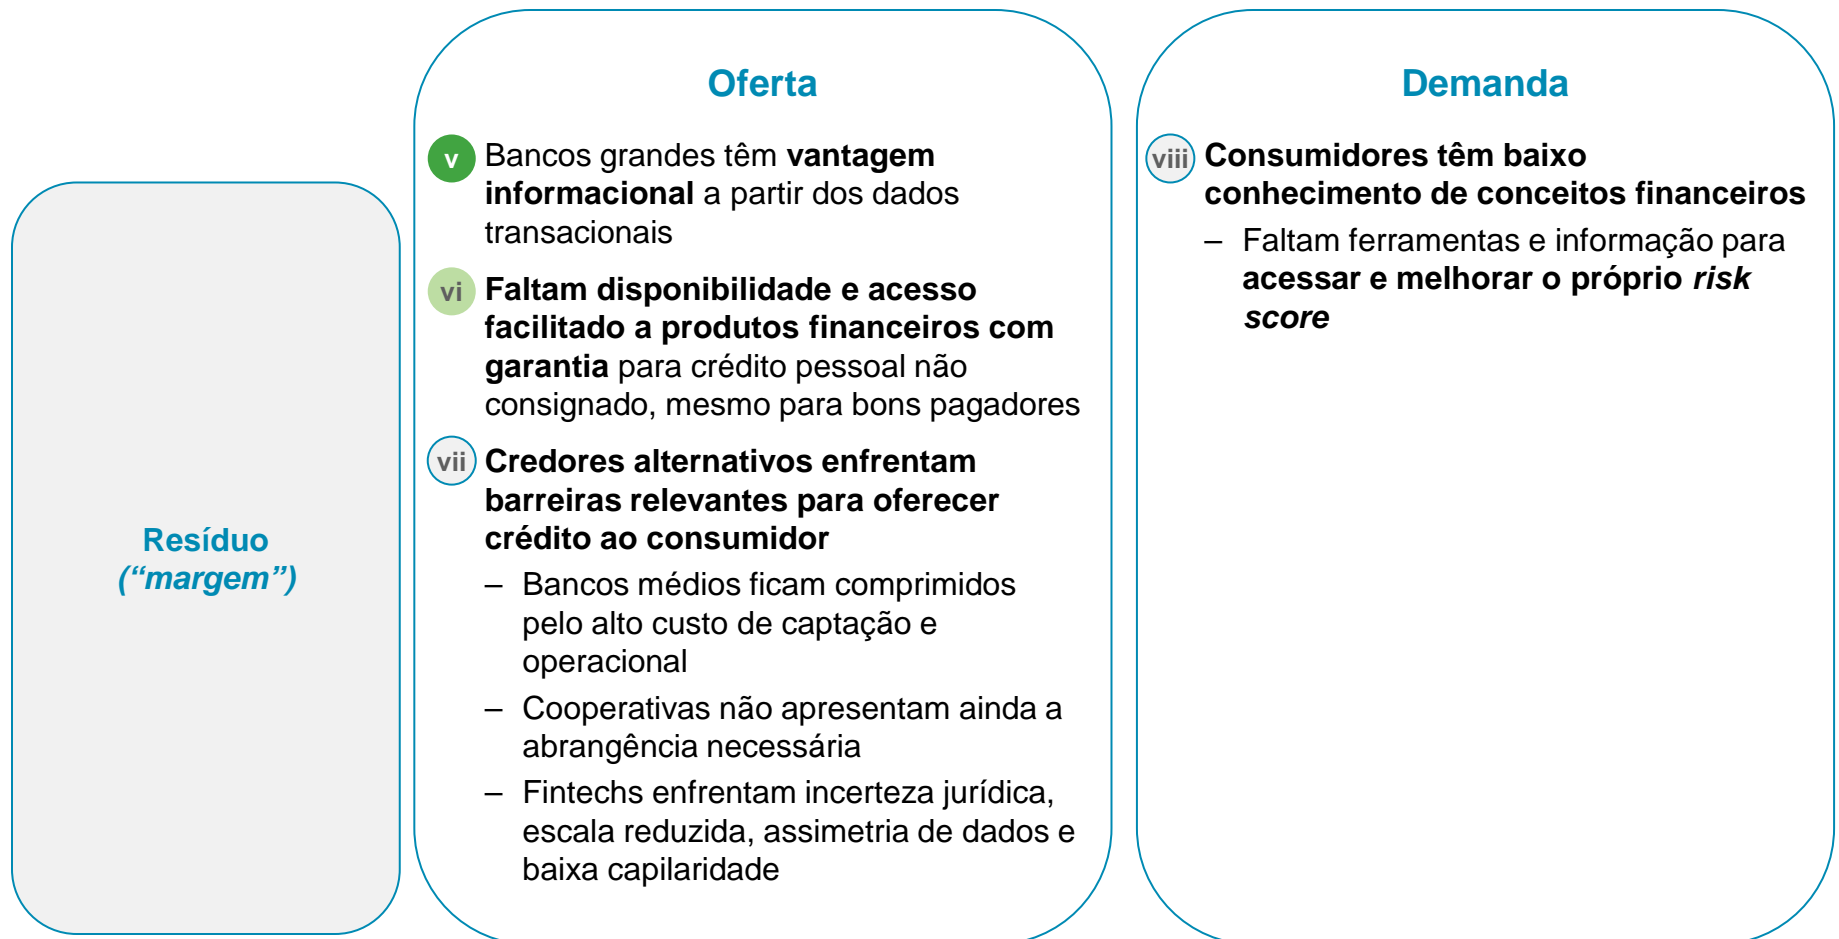 Resíduo
(“margem”)
Oferta
v
Bancos grandes têm vantagem
informacional a partir dos dados
transacionais
vi
Faltam disponibilidade e acesso
facilitado a produtos financeiros com
garantia para crédito pessoal não
consignado, mesmo para bons pagadores
vii
Credores alternativos enfrentam
barreiras relevantes para oferecer
crédito ao consumidor
– Bancos médios ficam comprimidos
pelo alto custo de captação e
operacional
– Cooperativas não apresentam ainda a
abrangência necessária
– Fintechs enfrentam incerteza jurídica,
escala reduzida, assimetria de dados e
baixa capilaridade
Demanda
viii
Consumidores têm baixo
conhecimento de conceitos financeiros
– Faltam ferramentas e informação para
acessar e melhorar o próprio risk
score